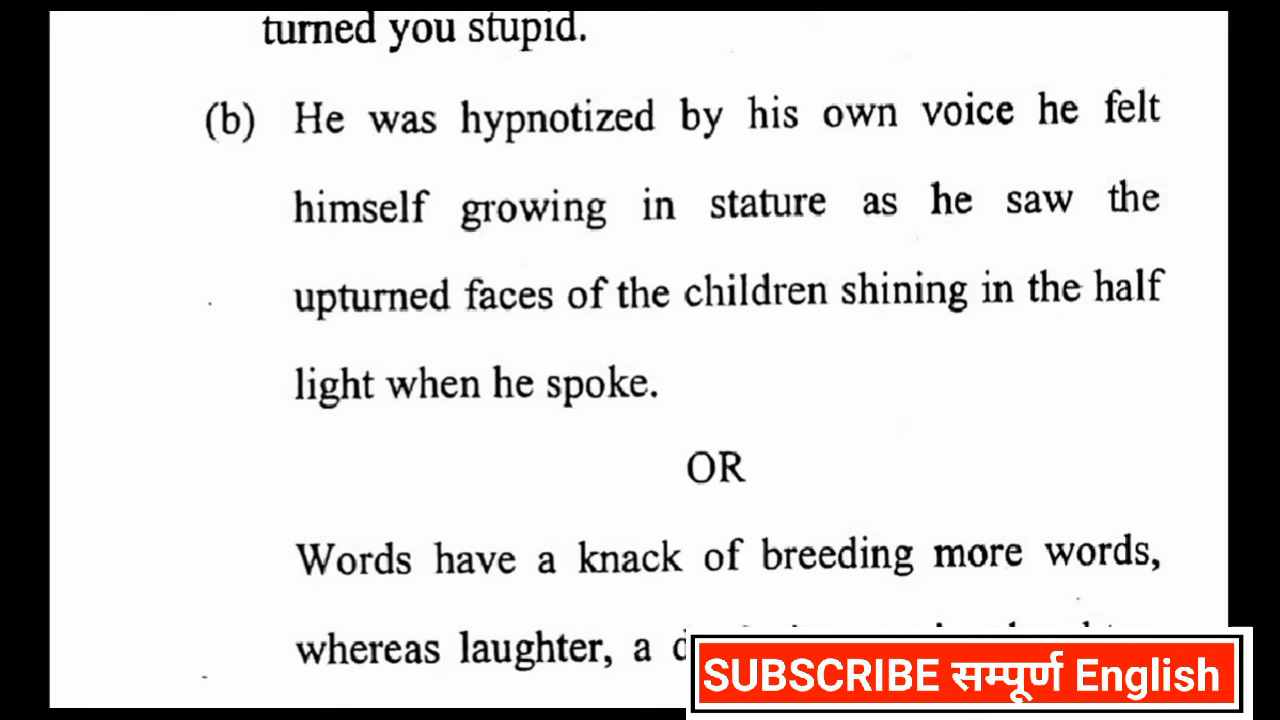 turned you stupid.
(b) He was hypnotized by his own voice he felt
himself growing in stature as he saw the
upturned faces of the children shining in the half
light when he spoke.
OR
Words have a knack of breeding more words,
whereas laughter, a
SUBSCRIBE सम्पूर्ण English